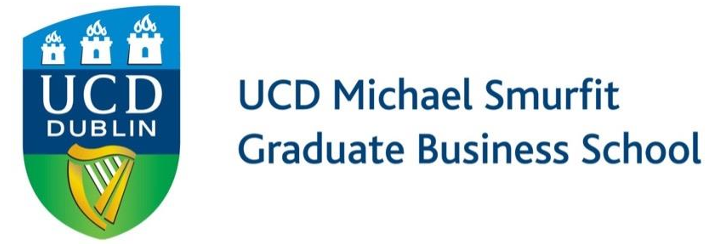 UCD
DUBLIN
UCD Michael Smurfit
Graduate Business School